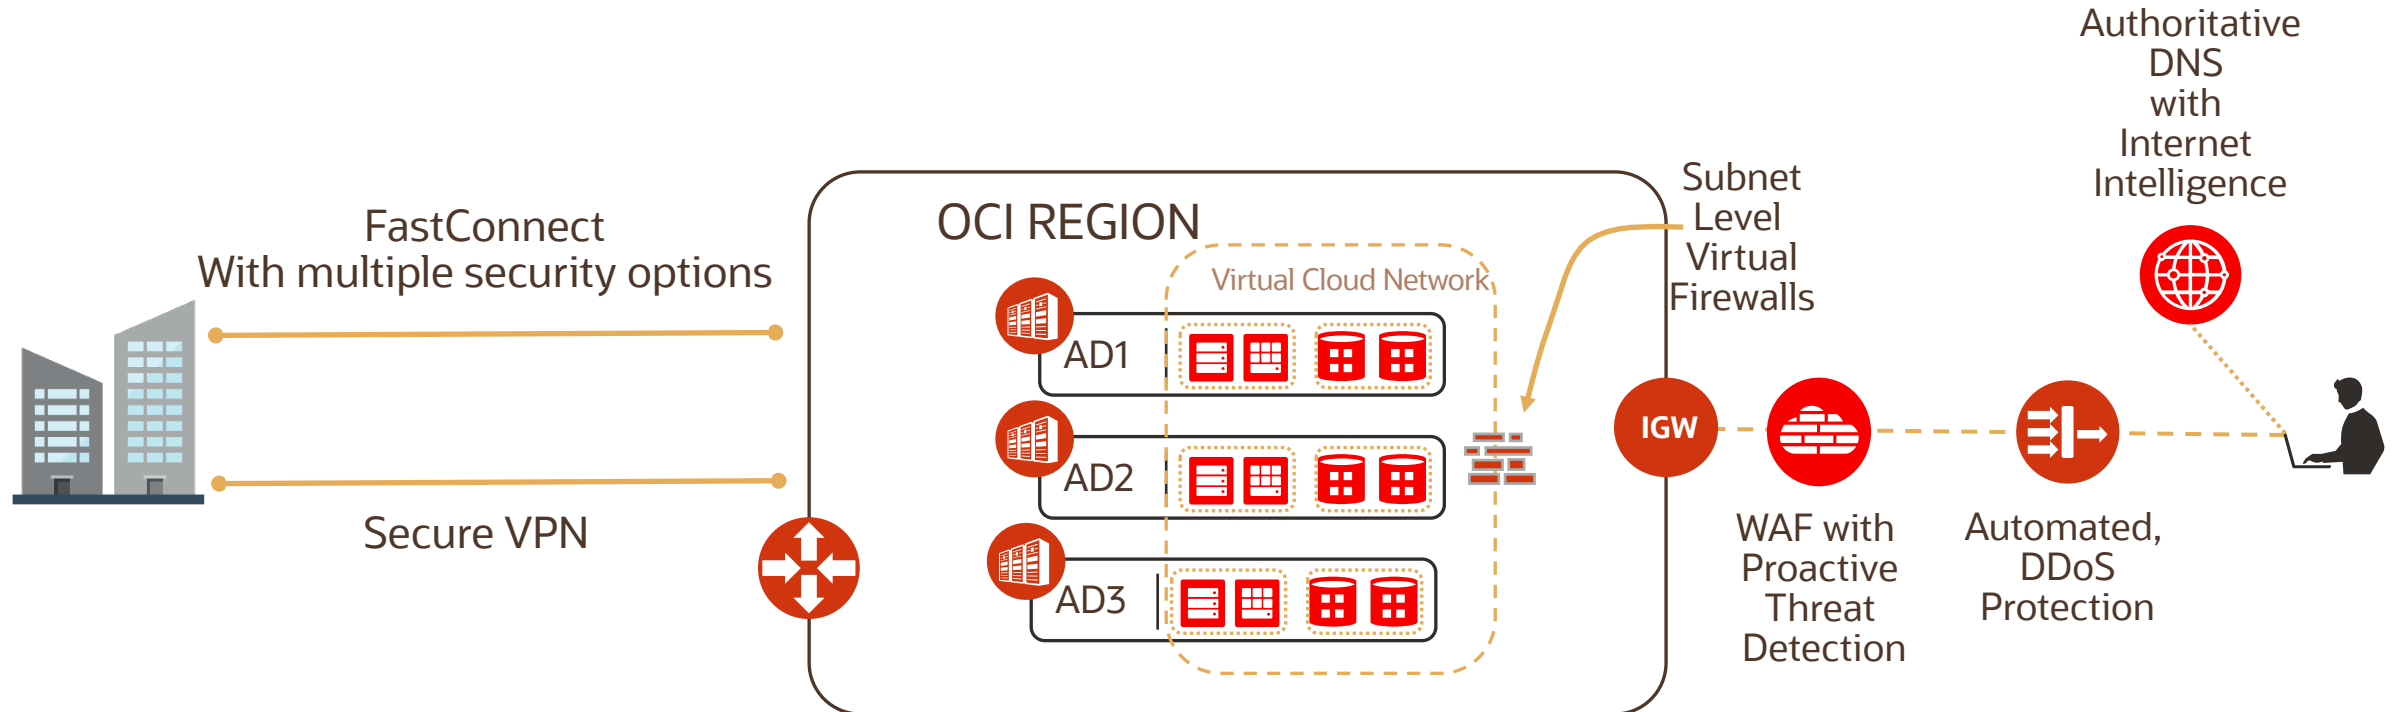 FastConnect
With multiple security options
Secure VPN
OCI REGION
Virtual Cloud Network
AD1
AD2
AD3
Subnet
Level
Virtual
Firewalls
IGW
WAF with
Proactive
Threat
Detection
Automated,
DDoS
Protection
Authoritative
DNS
with
Internet
Intelligence